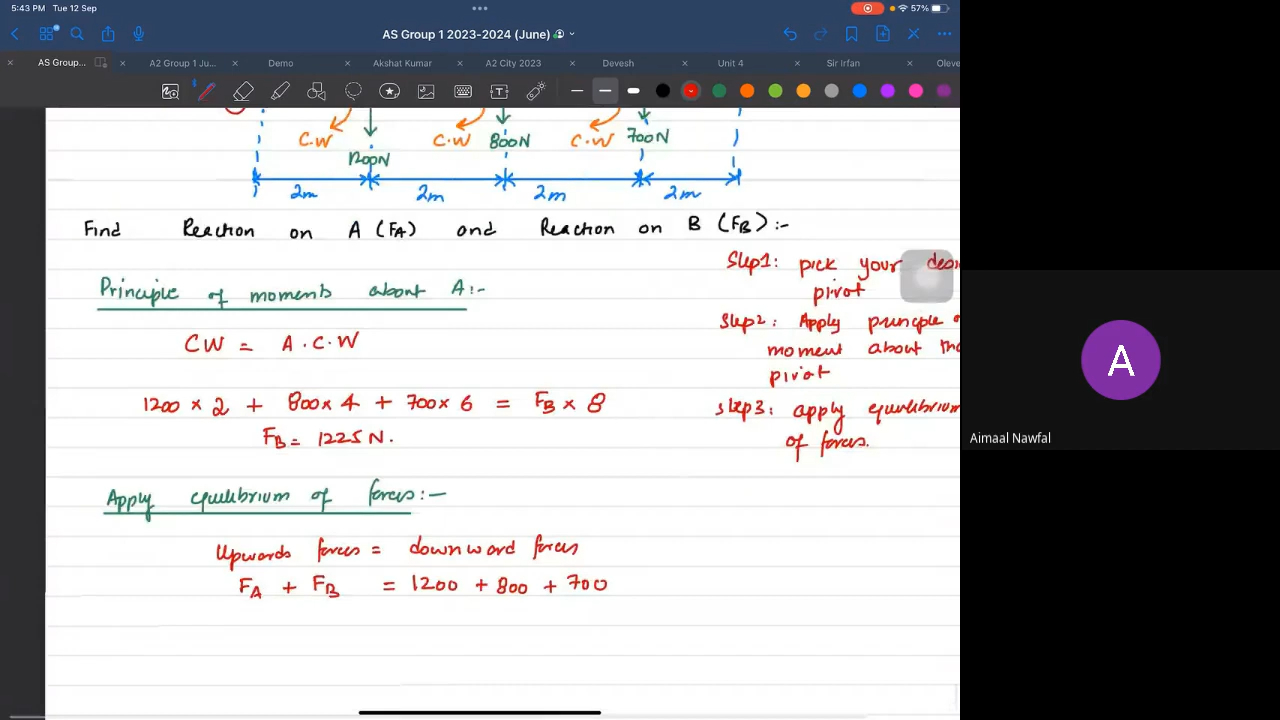 5:43 PM Tue 12 Sep
57%
AS Group 1 2023-2024 (June)
AS Group...
A2 Group 1 Ju...
Demo
Akshat Kumar
A2 City 2023
Devesh
Unit 4
Sir Irfan
Oleve
C.W 1200N C.W 800N C.W 700N
2m 2m 2m 2m
Find Reaction on A (FA) and Reaction on B (FB):-
Step1: pick your desi
pivot
Principle of moments about A:-
Step2: Apply principle o
moment about tha
pivot
CW = A.C.W
1200 × 2 + 800 × 4 + 700 × 6 = FB × 8
Step3: apply equilibrium
of forces.
FB = 1225 N.
Apply equilibrium of forces:-
Upwards forces = downward forces
FA + FB = 1200 + 800 + 700
A
Aimaal Nawfal